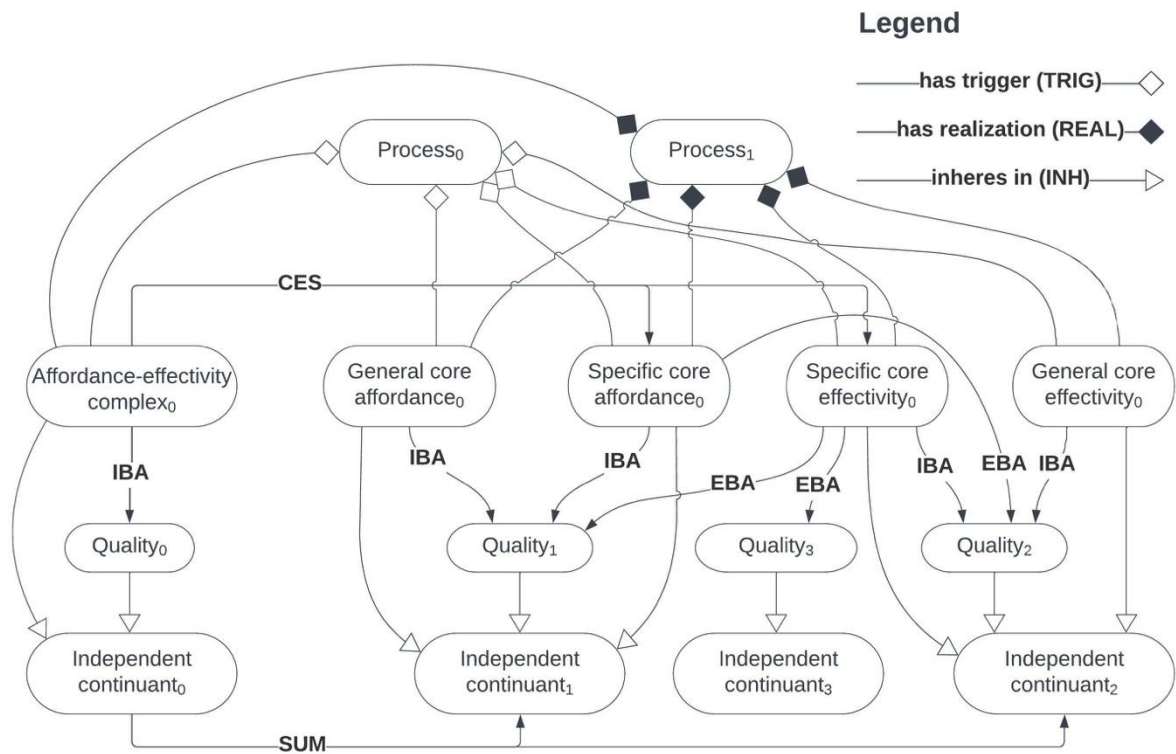 Legend
has trigger (TRIG)
has realization (REAL)
inheres in (INH)
Process₀
Process₁
CES
Affordance-effectivity
complex₀
General core
affordance₀
Specific core
affordance₀
Specific core
effectivity₀
General core
effectivity₀
IBA
IBA
IBA
EBA
EBA
IBA
EBA
IBA
Quality₀
Quality₁
Quality₃
Quality₂
Independent
continuant₀
Independent
continuant₁
Independent
continuant₃
Independent
continuant₂
SUM